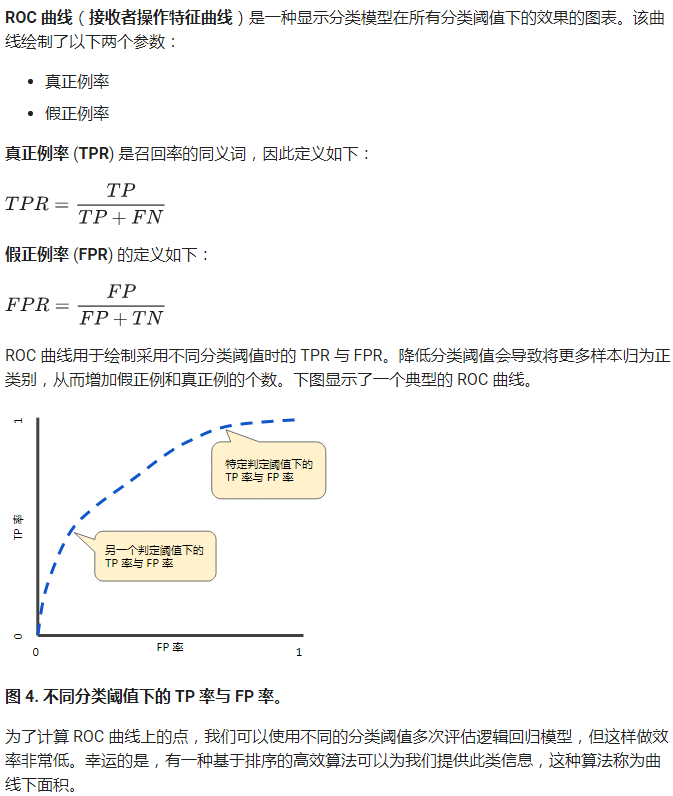 ROC 曲线（接收者操作特征曲线）是一种显示分类模型在所有分类阈值下的效果的图表。该曲
线绘制了以下两个参数：
• 真正例率
• 假正例率
真正例率 (TPR) 是召回率的同义词，因此定义如下：
TPR = TP / (TP + FN)
假正例率 (FPR) 的定义如下：
FPR = FP / (FP + TN)
ROC 曲线用于绘制采用不同分类阈值时的 TPR 与 FPR。降低分类阈值会导致将更多样本归为正
类别，从而增加假正例和真正例的个数。下图显示了一个典型的 ROC 曲线。
1
特定判定阈值下的
TP 率与 FP 率
TP 率
另一个判定阈值下的
TP 率与 FP 率
0
0
FP 率
1
图 4. 不同分类阈值下的 TP 率与 FP 率。
为了计算 ROC 曲线上的点，我们可以使用不同的分类阈值多次评估逻辑回归模型，但这样做效
率非常低。幸运的是，有一种基于排序的高效算法可以为我们提供此类信息，这种算法称为曲
线下面积。